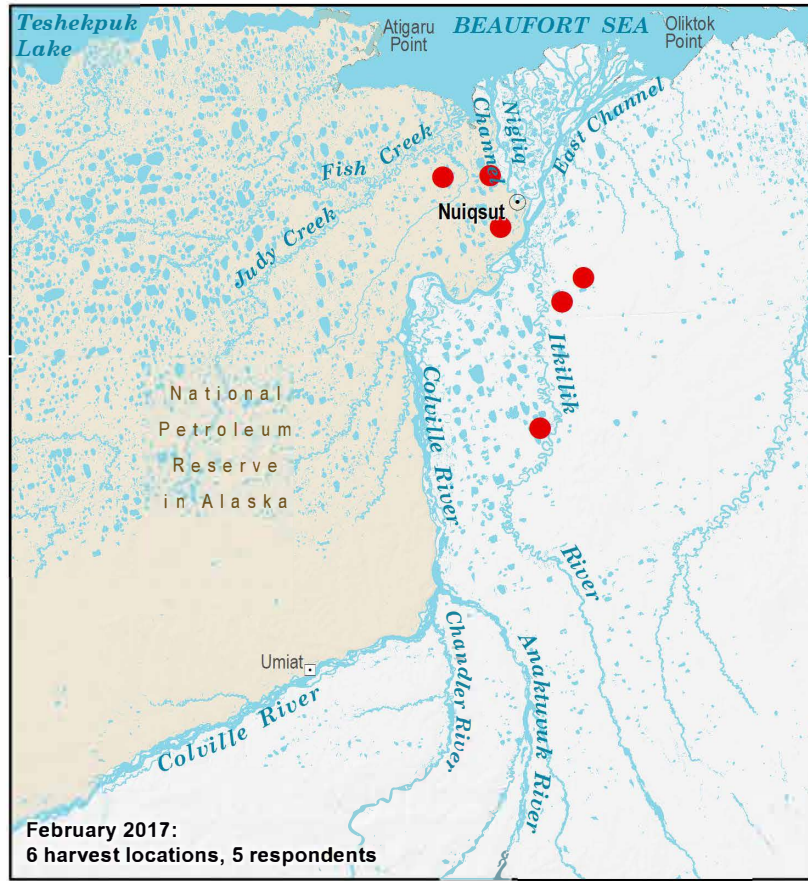 Teshekpuk
Lake
Atigaru
Point
BEAUFORT SEA
Oliktok
Point
Fish Creek
Nigliq
Channel
East Channel
Judy Creek
Nuiqsut
Itkillik
River
National
Petroleum
Reserve
in Alaska
Colville River
Umiat
Colville River
Chandler River
Anaktuvuk River
February 2017:
6 harvest locations, 5 respondents